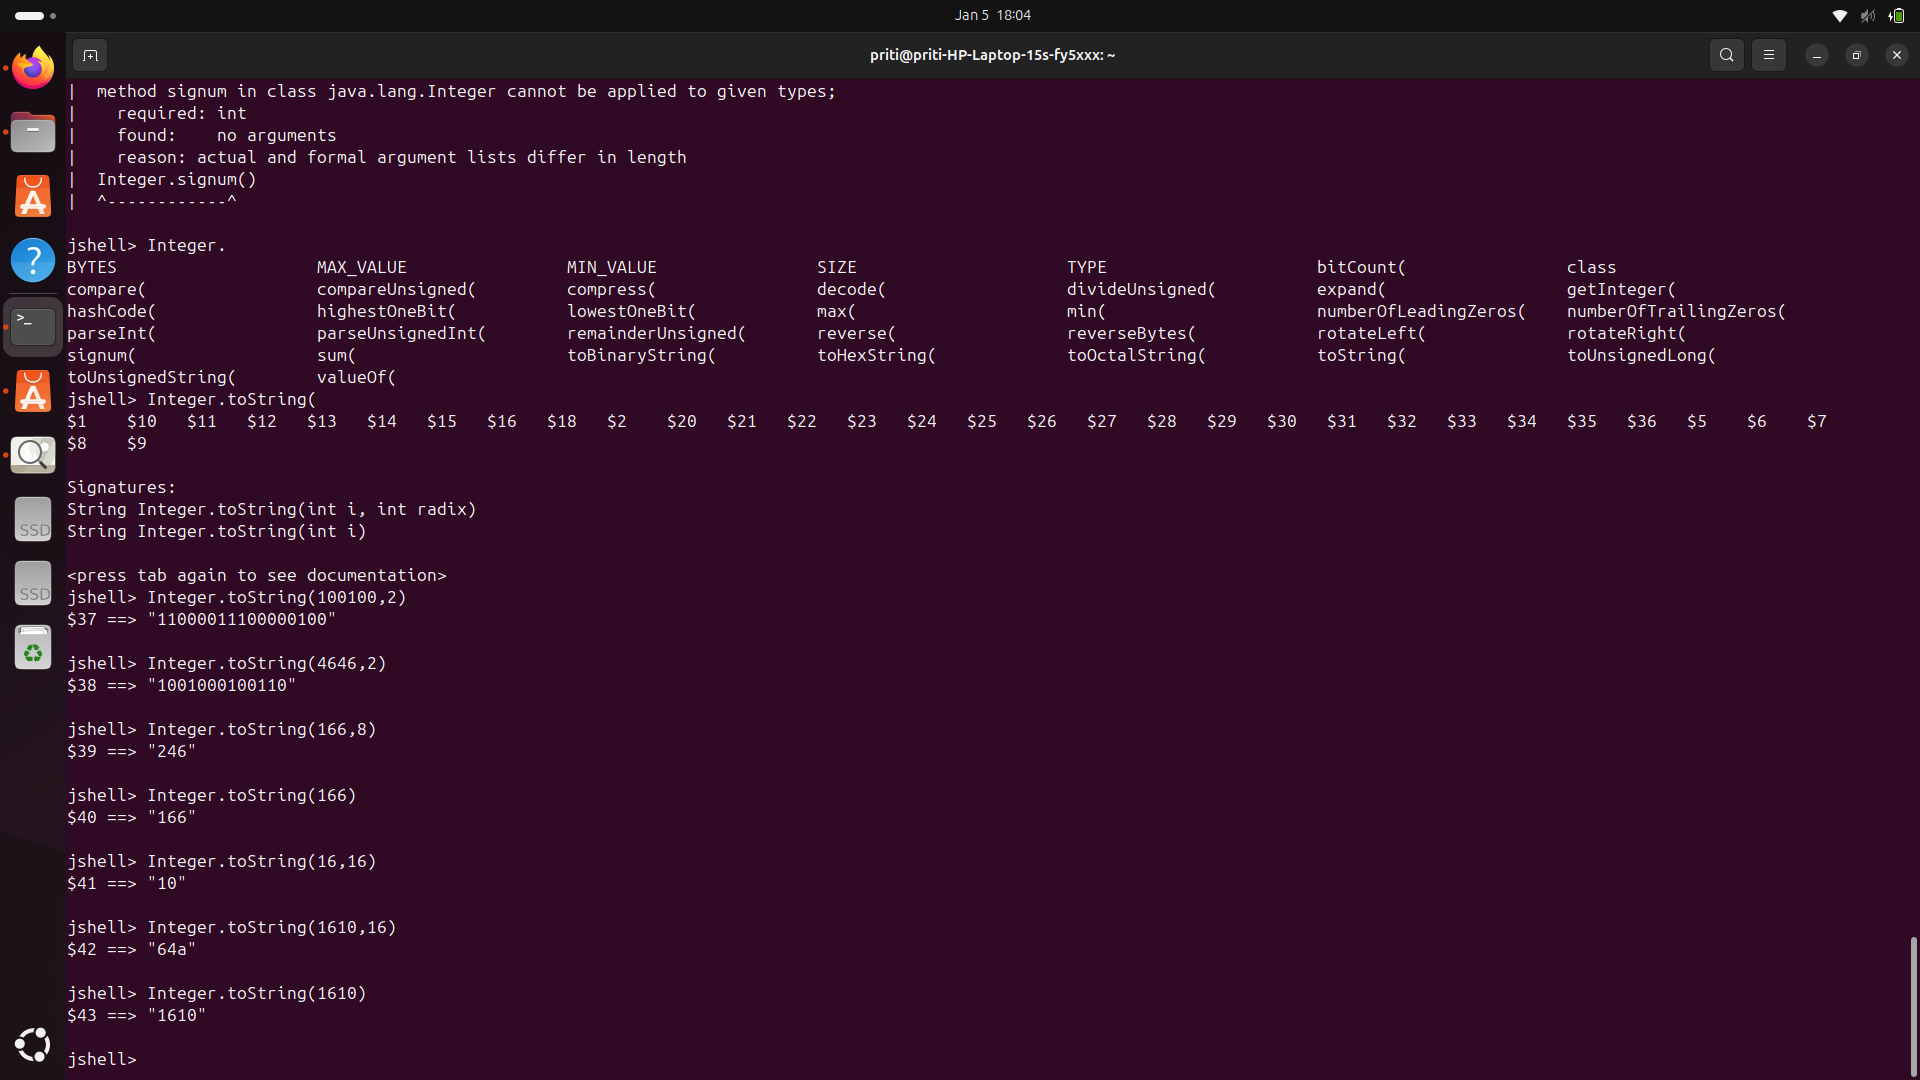 Jan 5  18:04
priti@priti-HP-Laptop-15s-fy5xxx: ~
|  method signum in class java.lang.Integer cannot be applied to given types;
|    required: int
|    found:    no arguments
|    reason: actual and formal argument lists differ in length
|  Integer.signum()
|  ^------------^
jshell> Integer.
BYTES                    MAX_VALUE                MIN_VALUE                SIZE                     TYPE                     bitCount(                class
compare(                 compareUnsigned(         compress(                decode(                  divideUnsigned(          expand(                  getInteger(
hashCode(                highestOneBit(           lowestOneBit(            max(                     min(                     numberOfLeadingZeros(    numberOfTrailingZeros(
parseInt(                parseUnsignedInt(        remainderUnsigned(       reverse(                 reverseBytes(            rotateLeft(              rotateRight(
signum(                  sum(                     toBinaryString(          toHexString(             toOctalString(           toString(                toUnsignedLong(
toUnsignedString(        valueOf(
jshell> Integer.toString(
$1    $10   $11   $12   $13   $14   $15   $16   $18   $2    $20   $21   $22   $23   $24   $25   $26   $27   $28   $29   $30   $31   $32   $33   $34   $35   $36   $5    $6    $7
$8    $9
Signatures:
String Integer.toString(int i, int radix)
String Integer.toString(int i)
<press tab again to see documentation>
jshell> Integer.toString(100100,2)
$37 ==> "11000011100000100"
jshell> Integer.toString(4646,2)
$38 ==> "1001000100110"
jshell> Integer.toString(166,8)
$39 ==> "246"
jshell> Integer.toString(166)
$40 ==> "166"
jshell> Integer.toString(16,16)
$41 ==> "10"
jshell> Integer.toString(1610,16)
$42 ==> "64a"
jshell> Integer.toString(1610)
$43 ==> "1610"
jshell>
SSD
SSD